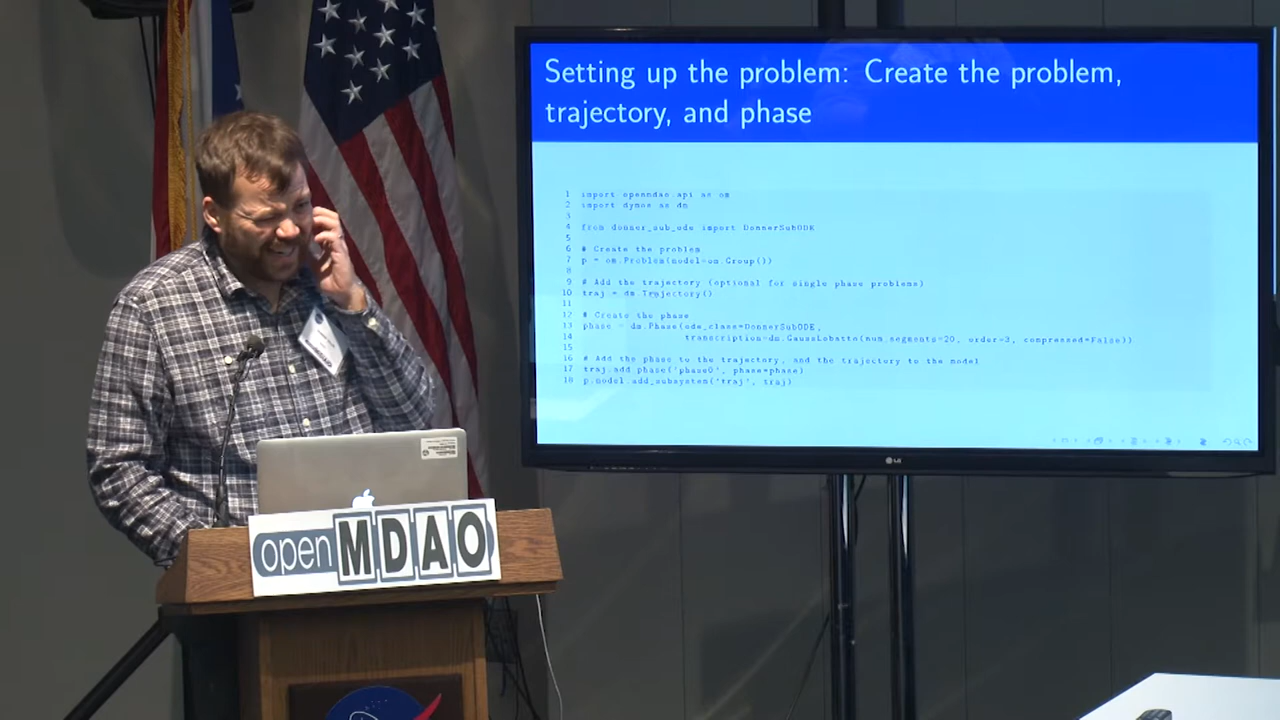 Setting up the problem: Create the problem,
trajectory, and phase
1 import openmdao.api as om
2 import dymos as dm
3
4 from donner_sub_ode import DonnerSubODE
5
6 # Create the problem
7 p = om.Problem(model=om.Group())
8
9 # Add the trajectory (optional for single phase problems)
10 traj = dm.Trajectory()
11
12 # Create the phase
13 phase = dm.Phase(ode_class=DonnerSubODE,
14 transcription=dm.GaussLobatto(num_segments=20, order=3, compressed=False))
15
16 # Add the phase to the trajectory, and the trajectory to the model
17 traj.add_phase('phase0', phase=phase)
18 p.model.add_subsystem('traj', traj)
LG
openMDAO